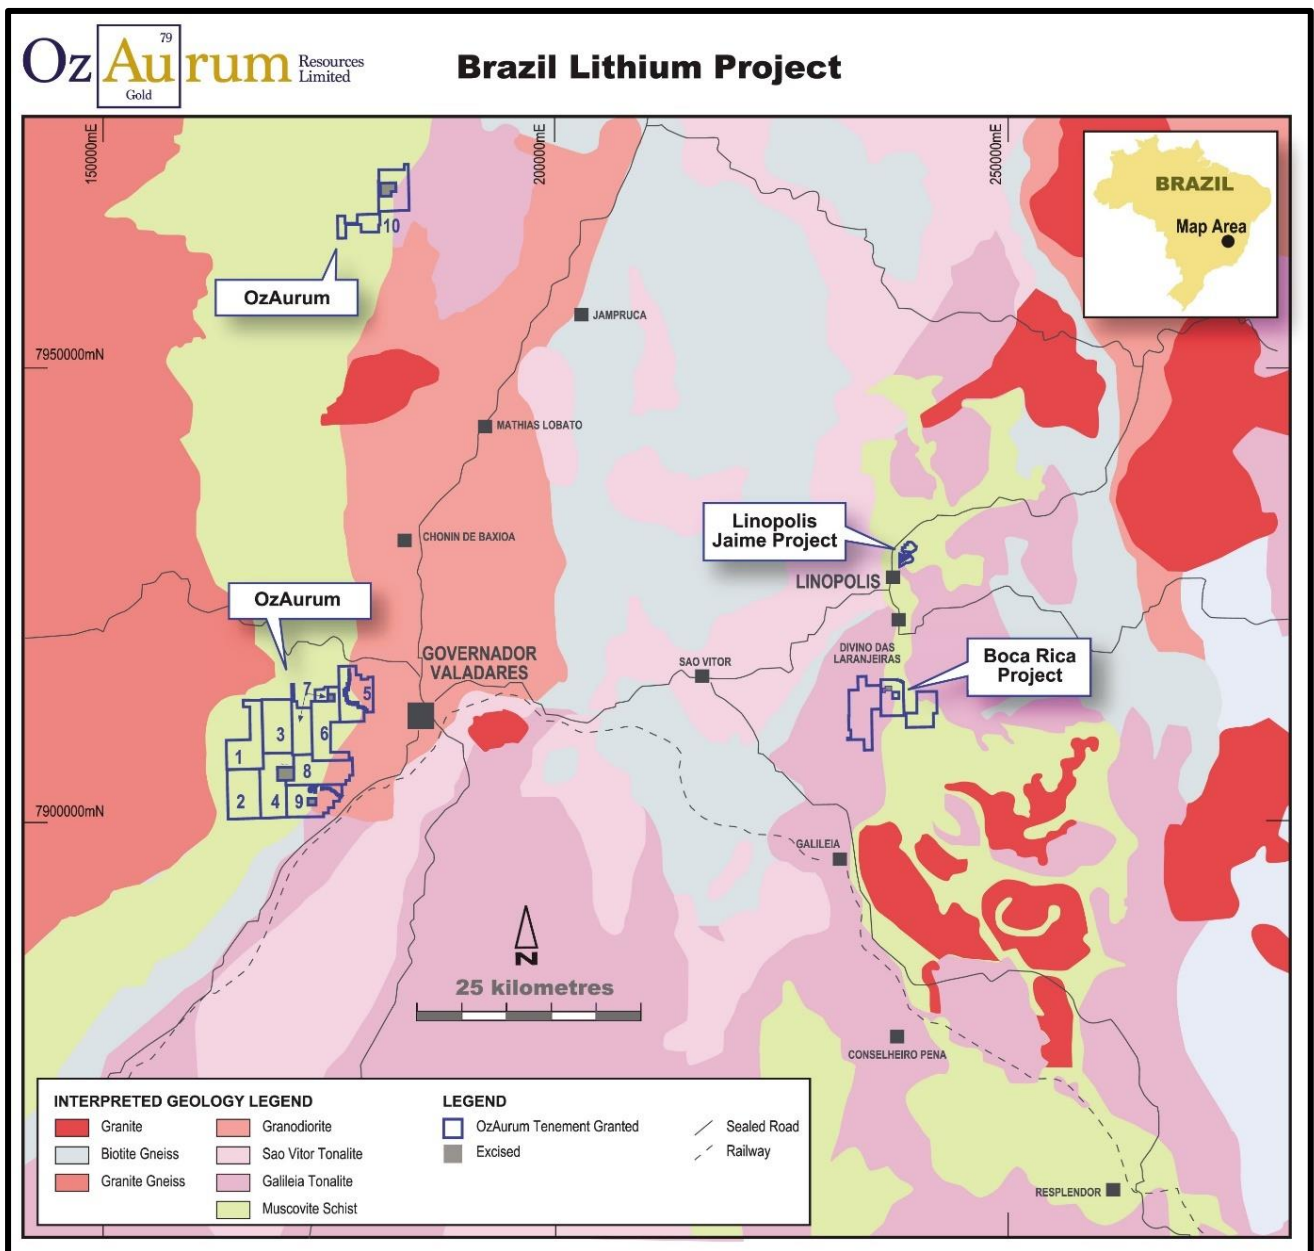 79
Oz Au rum Resources
Limited
Gold
Brazil Lithium Project
150000mE
200000mE
250000mE
BRAZIL
Map Area
10
OzAurum
JAMPRUCA
7950000mN
MATHIAS LOBATO
Linopolis
Jaime Project
CHONIN DE BAXIOA
LINOPOLIS
OzAurum
DIVINO DAS
LARANJEIRAS
GOVERNADOR
VALADARES
SAO VITOR
Boca Rica
Project
7
5
3
6
1
8
2
4
9
7900000mN
GALILEIA
N
25 kilometres
CONSELHEIRO PENA
RESPLENDOR
INTERPRETED GEOLOGY LEGEND
Granite
Biotite Gneiss
Granite Gneiss
Granodiorite
Sao Vitor Tonalite
Galileia Tonalite
Muscovite Schist
LEGEND
OzAurum Tenement Granted
Excised
Sealed Road
Railway